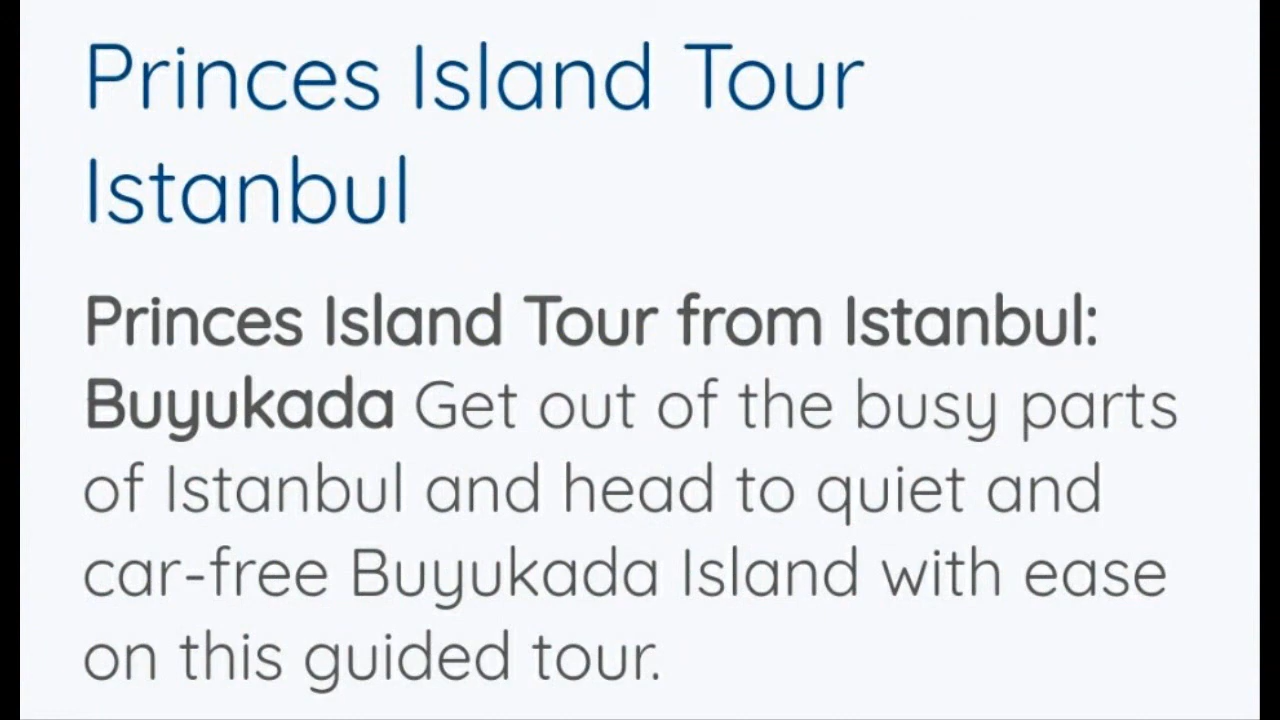 Princes Island Tour
Istanbul
Princes Island Tour from Istanbul:
Buyukada Get out of the busy parts
of Istanbul and head to quiet and
car-free Buyukada Island with ease
on this guided tour.